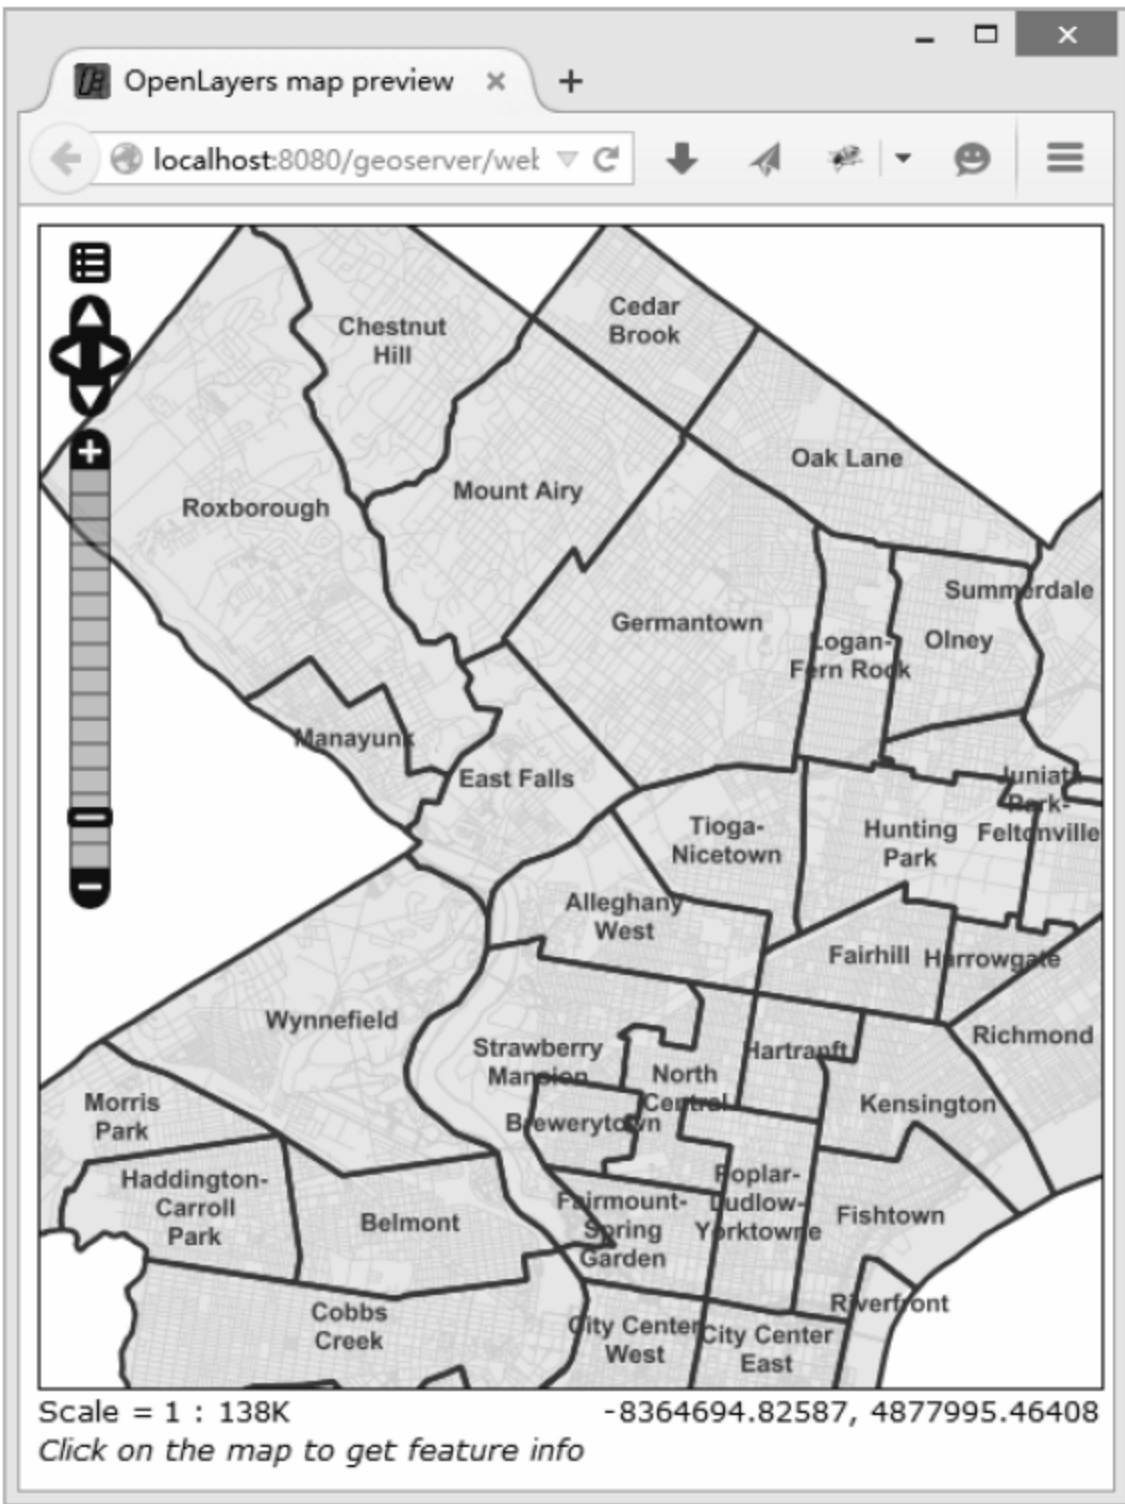 OpenLayers map preview
localhost:8080/geoserver/wel
Cedar
Brook
Chestnut
Hill
Oak Lane
Mount Airy
Roxborough
Summerdale
Germantown
Logan-
Fern Rock
Olney
Manayunk
East Falls
Juniata
Park-
Feltonville
Tioga-
Nicetown
Hunting
Park
Alleghany
West
Fairhill
Harrowgate
Wynnefield
Richmond
Strawberry
Mansion
Hartranft
North
Central
Morris
Park
Brewerytown
Kensington
Haddington-
Carroll
Park
Poplar-
Ludlow-
Yorktowne
Fairmount-
Spring
Garden
Belmont
Fishtown
Riverfront
Cobbs
Creek
City Center
West
City Center
East
Scale = 1 : 138K
-8364694.82587, 4877995.46408
Click on the map to get feature info